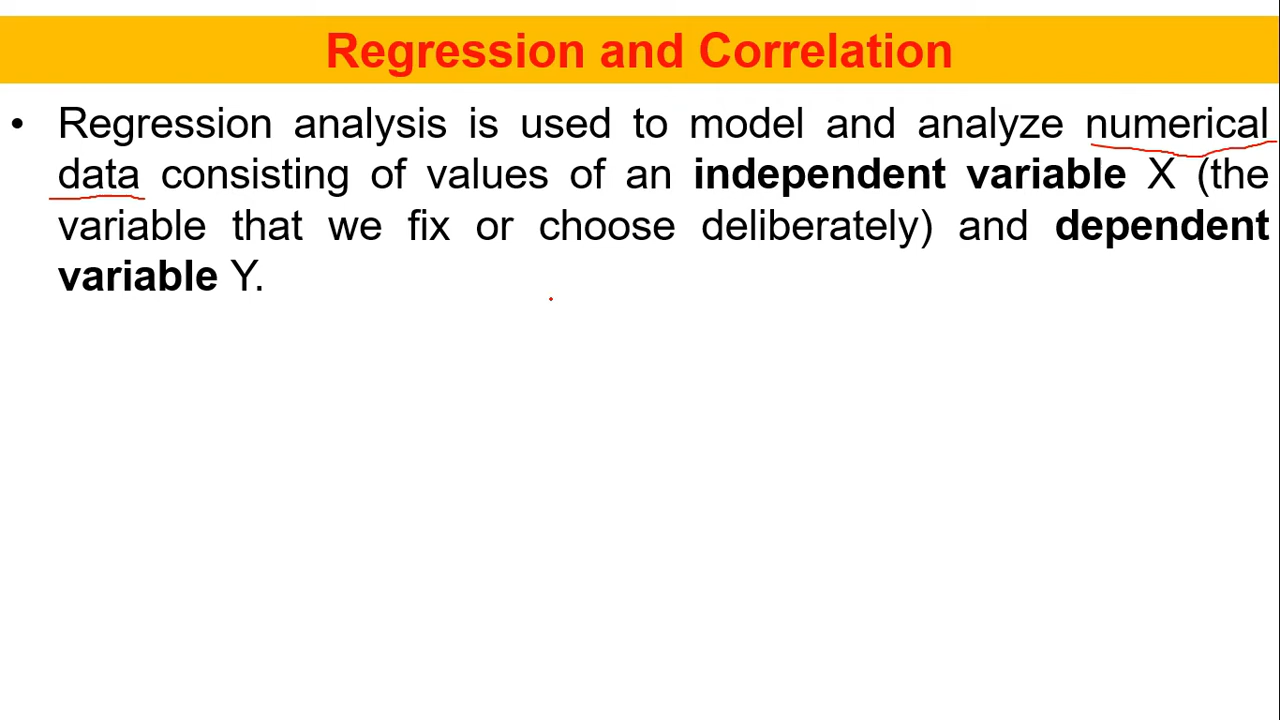 Regression and Correlation
• Regression analysis is used to model and analyze numerical
data consisting of values of an independent variable X (the
variable that we fix or choose deliberately) and dependent
variable Y.